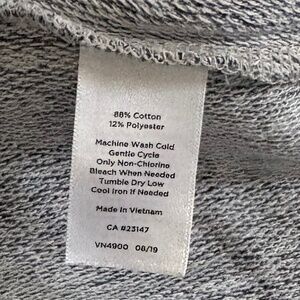 88% Cotton
12% Polyester
Machine Wash Cold
Gentle Cycle
Only Non-Chlorine
Bleach When Needed
Tumble Dry Low
Cool Iron If Needed
Made in Vietnam
CA #23147
VN4900 08/19